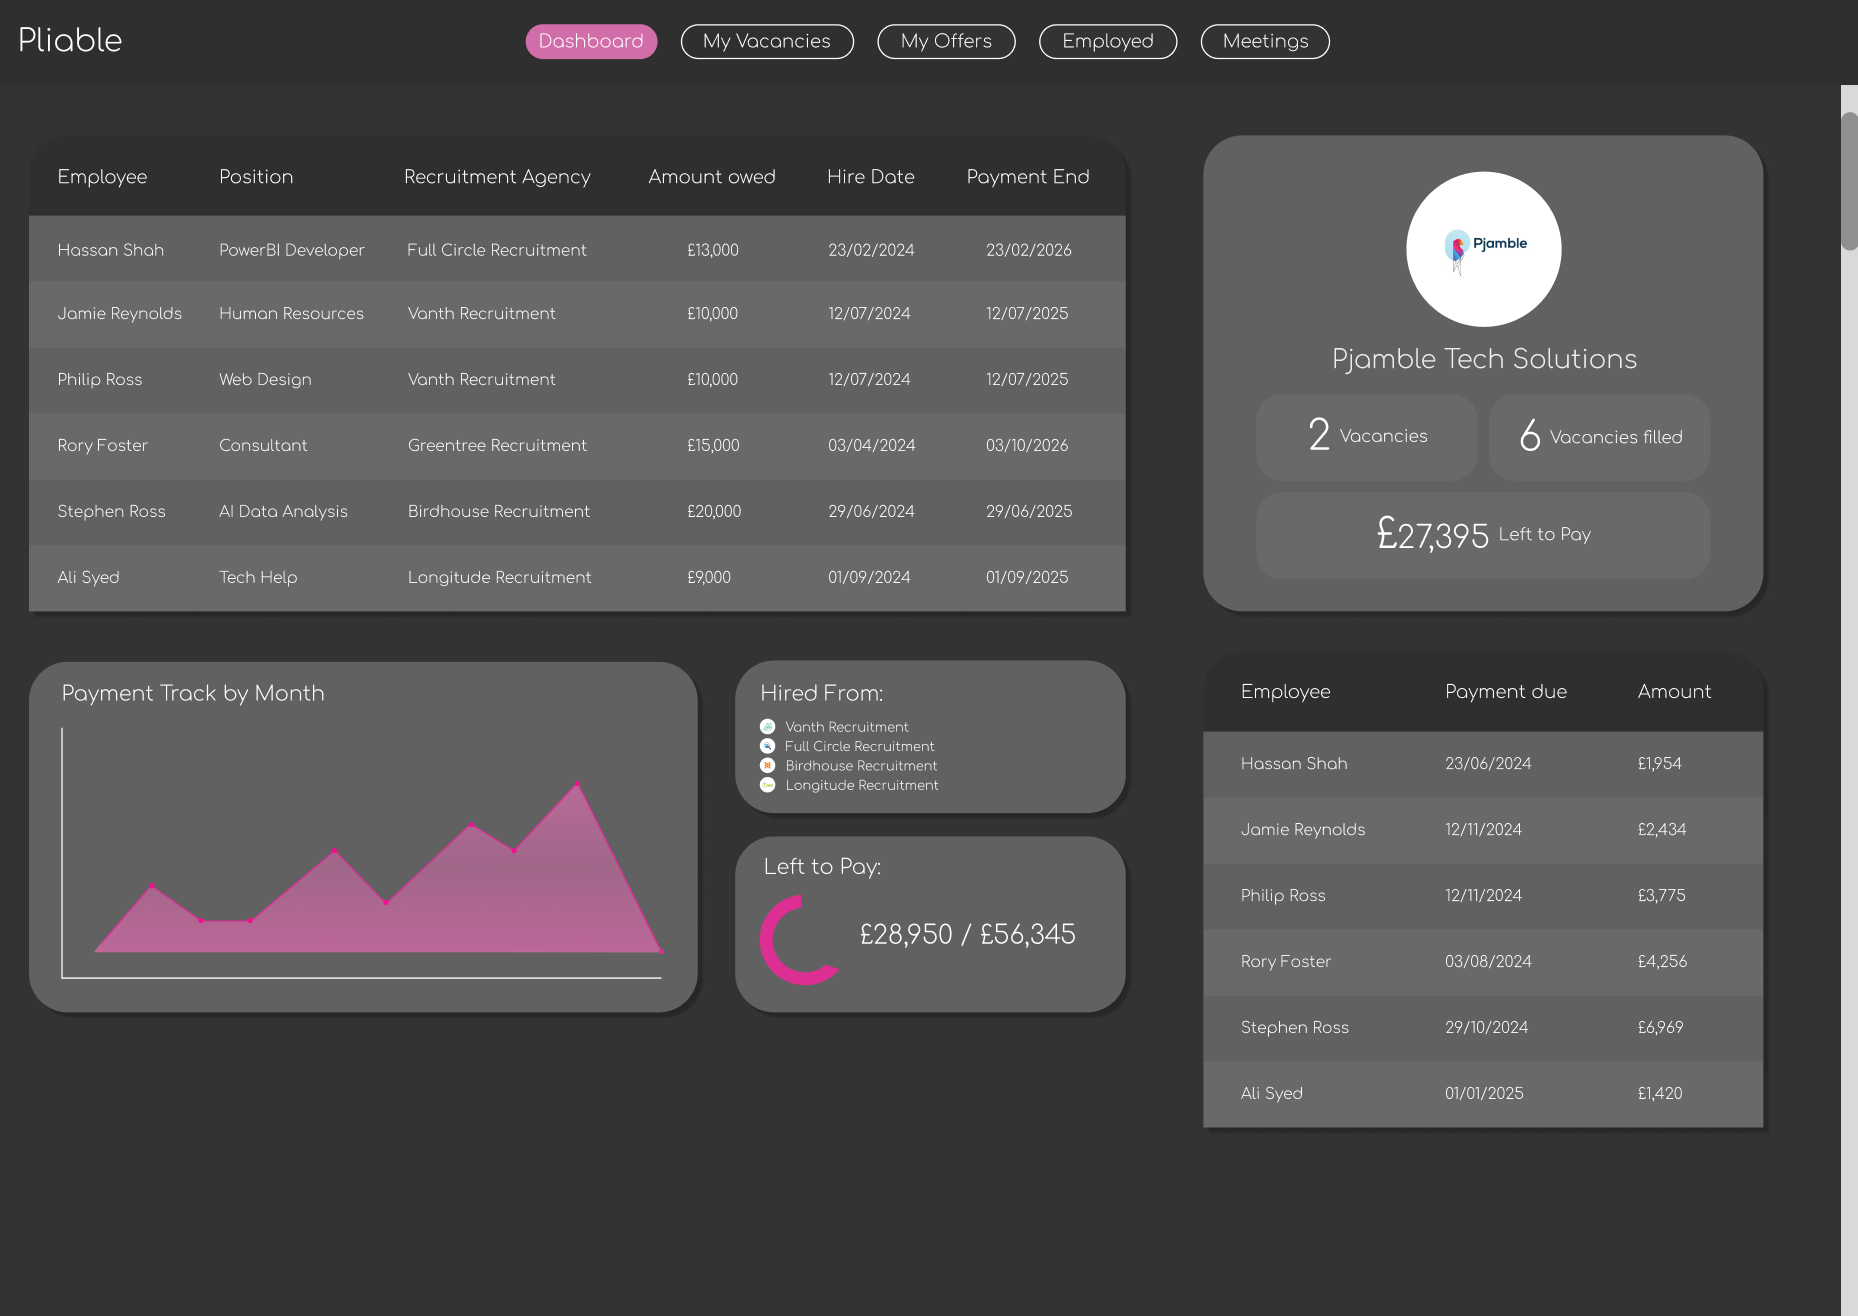 Pliable
Dashboard My Vacancies My Offers Employed Meetings
Employee Position Recruitment Agency Amount owed Hire Date Payment End
Hassan Shah PowerBI Developer Full Circle Recruitment £13,000 23/02/2024 23/02/2026
Jamie Reynolds Human Resources Vanth Recruitment £10,000 12/07/2024 12/07/2025
Philip Ross Web Design Vanth Recruitment £10,000 12/07/2024 12/07/2025
Rory Foster Consultant Greentree Recruitment £15,000 03/04/2024 03/10/2026
Stephen Ross AI Data Analysis Birdhouse Recruitment £20,000 29/06/2024 29/06/2025
Ali Syed Tech Help Longitude Recruitment £9,000 01/09/2024 01/09/2025
Pjamble
Pjamble Tech Solutions
2 Vacancies
6 Vacancies filled
£27,395 Left to Pay
Payment Track by Month
Hired From:
Vanth Recruitment
Full Circle Recruitment
Birdhouse Recruitment
Longitude Recruitment
Left to Pay:
£28,950 / £56,345
Employee Payment due Amount
Hassan Shah 23/06/2024 £1,954
Jamie Reynolds 12/11/2024 £2,434
Philip Ross 12/11/2024 £3,775
Rory Foster 03/08/2024 £4,256
Stephen Ross 29/10/2024 £6,969
Ali Syed 01/01/2025 £1,420